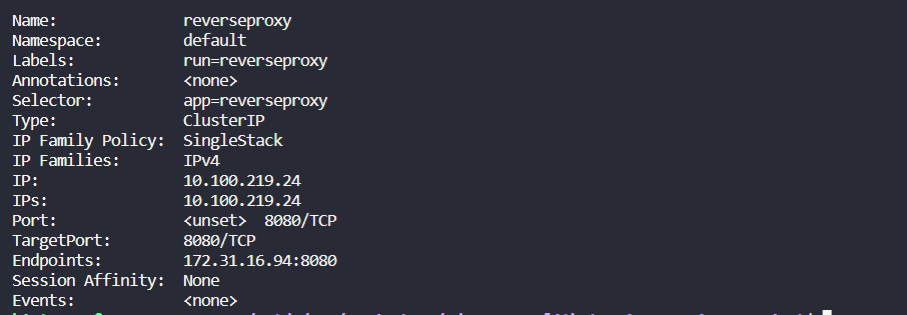 Name:              reverseproxy
Namespace:         default
Labels:            run=reverseproxy
Annotations:       <none>
Selector:          app=reverseproxy
Type:              ClusterIP
IP Family Policy:  SingleStack
IP Families:       IPv4
IP:                10.100.219.24
IPs:               10.100.219.24
Port:              <unset>  8080/TCP
TargetPort:        8080/TCP
Endpoints:         172.31.16.94:8080
Session Affinity:  None
Events:            <none>